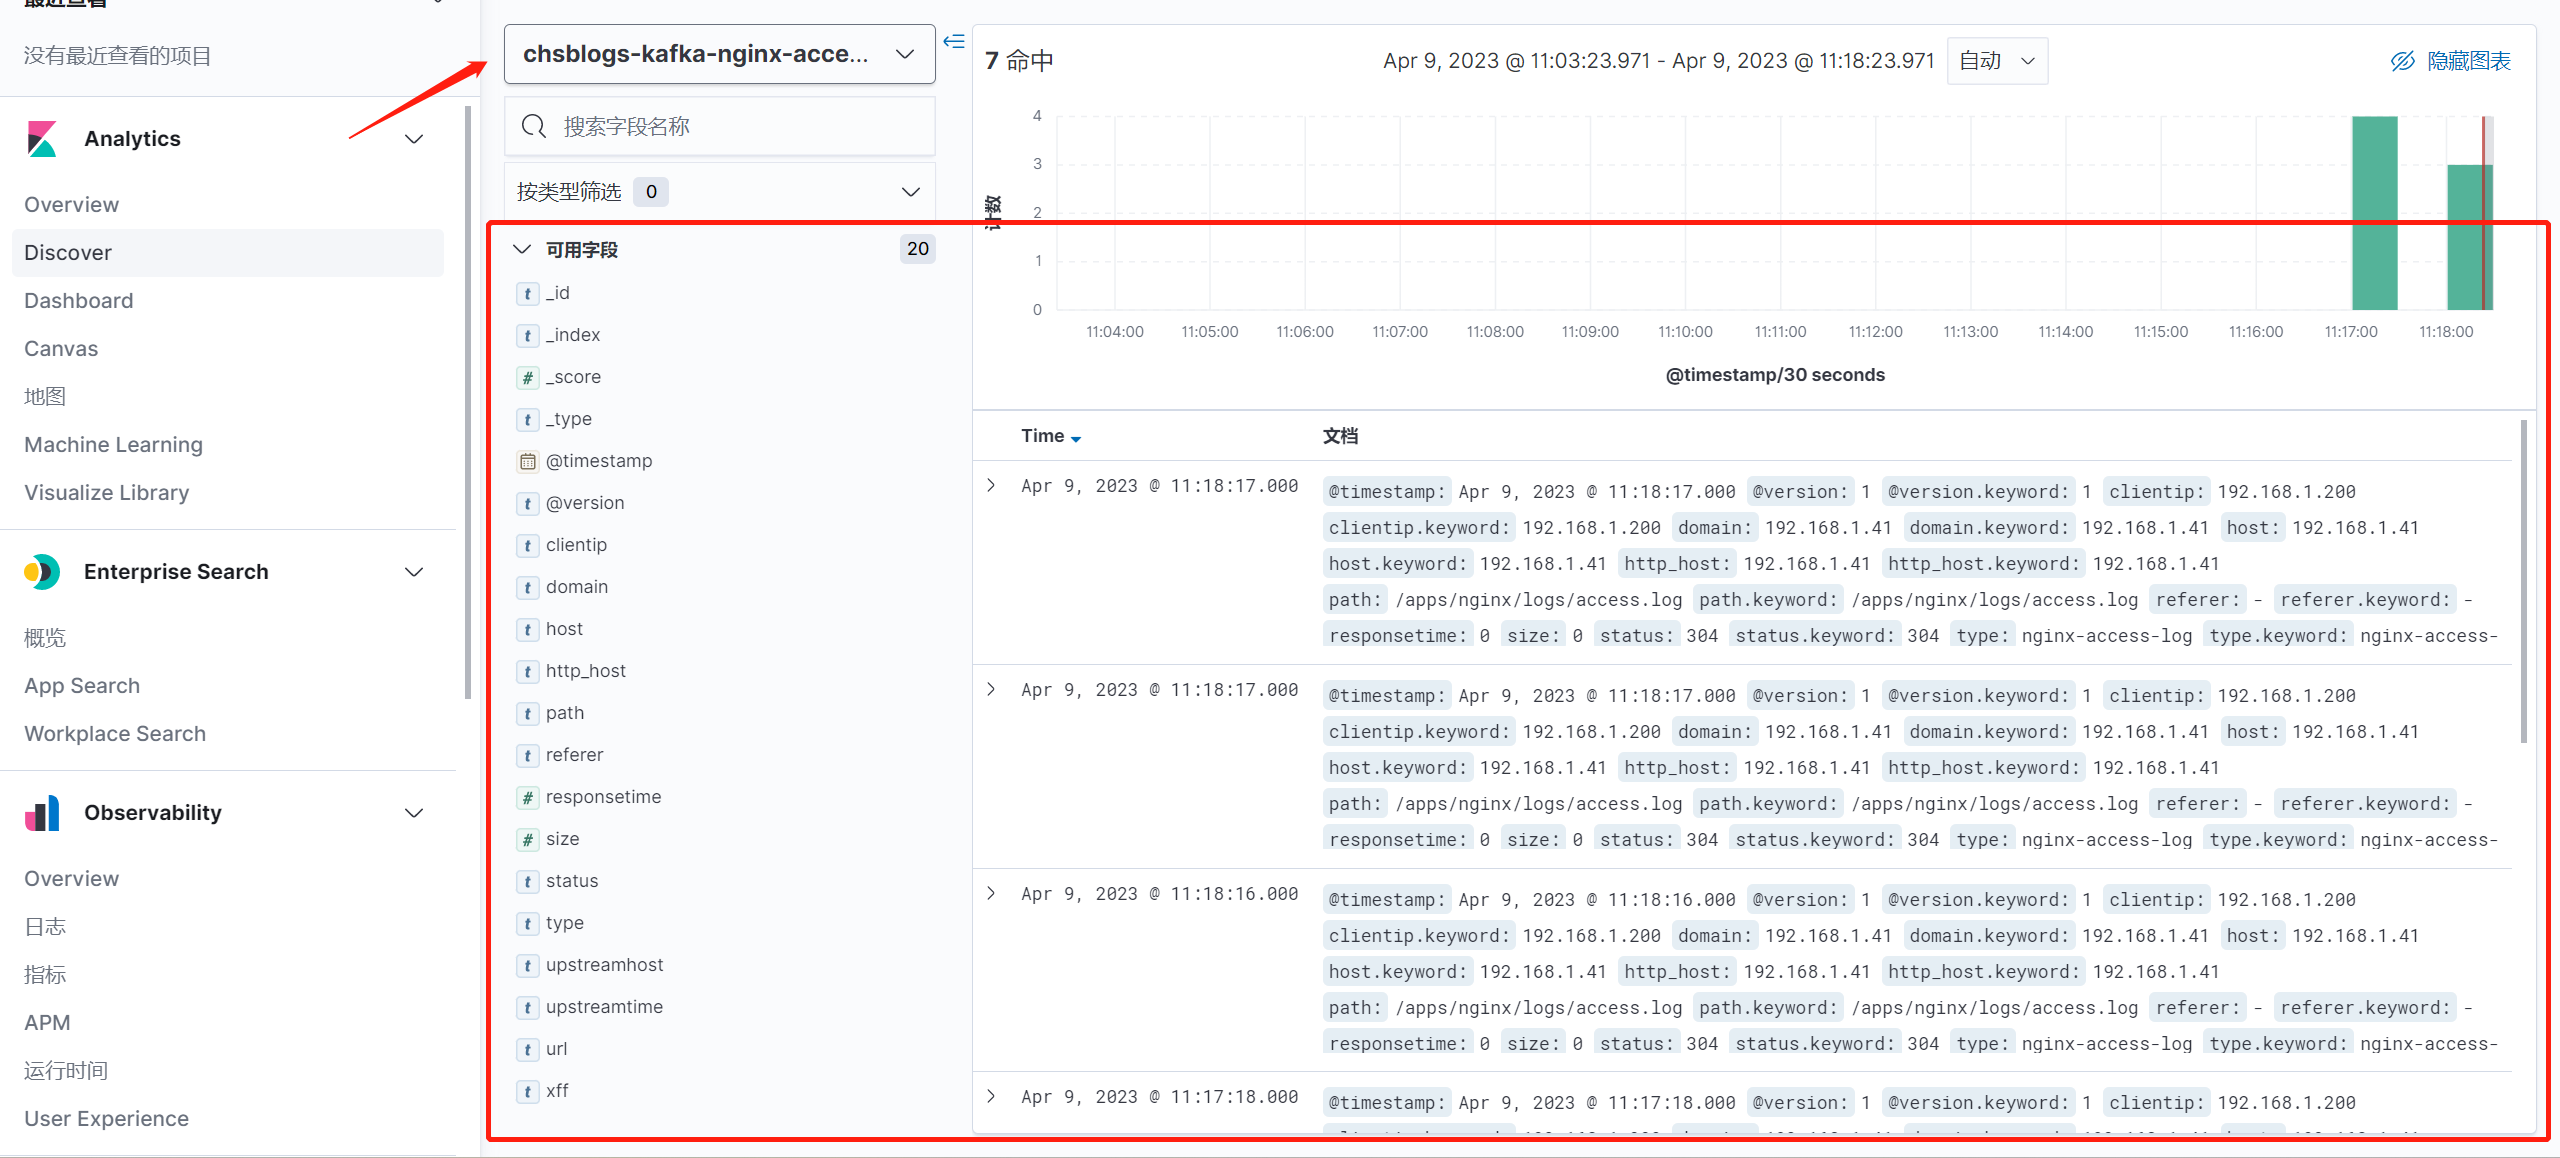 最近查看
没有最近查看的项目
Analytics
Overview
Discover
Dashboard
Canvas
地图
Machine Learning
Visualize Library
Enterprise Search
概览
App Search
Workplace Search
Observability
Overview
日志
指标
APM
运行时间
User Experience
chsblogs-kafka-nginx-acce...
搜索字段名称
按类型筛选 0
可用字段 20
t _id
t _index
# _score
t _type
@timestamp
t @version
t clientip
t domain
t host
t http_host
t path
t referer
# responsetime
# size
t status
t type
t upstreamhost
t upstreamtime
t url
t xff
7 命中
Apr 9, 2023 @ 11:03:23.971 - Apr 9, 2023 @ 11:18:23.971 自动
隐藏图表
计数
4
3
2
1
0
11:04:00 11:05:00 11:06:00 11:07:00 11:08:00 11:09:00 11:10:00 11:11:00 11:12:00 11:13:00 11:14:00 11:15:00 11:16:00 11:17:00 11:18:00
@timestamp/30 seconds
Time 文档
Apr 9, 2023 @ 11:18:17.000 @timestamp: Apr 9, 2023 @ 11:18:17.000 @version: 1 @version.keyword: 1 clientip: 192.168.1.200
clientip.keyword: 192.168.1.200 domain: 192.168.1.41 domain.keyword: 192.168.1.41 host: 192.168.1.41
host.keyword: 192.168.1.41 http_host: 192.168.1.41 http_host.keyword: 192.168.1.41
path: /apps/nginx/logs/access.log path.keyword: /apps/nginx/logs/access.log referer: - referer.keyword: -
responsetime: 0 size: 0 status: 304 status.keyword: 304 type: nginx-access-log type.keyword: nginx-access-
Apr 9, 2023 @ 11:18:17.000 @timestamp: Apr 9, 2023 @ 11:18:17.000 @version: 1 @version.keyword: 1 clientip: 192.168.1.200
clientip.keyword: 192.168.1.200 domain: 192.168.1.41 domain.keyword: 192.168.1.41 host: 192.168.1.41
host.keyword: 192.168.1.41 http_host: 192.168.1.41 http_host.keyword: 192.168.1.41
path: /apps/nginx/logs/access.log path.keyword: /apps/nginx/logs/access.log referer: - referer.keyword: -
responsetime: 0 size: 0 status: 304 status.keyword: 304 type: nginx-access-log type.keyword: nginx-access-
Apr 9, 2023 @ 11:18:16.000 @timestamp: Apr 9, 2023 @ 11:18:16.000 @version: 1 @version.keyword: 1 clientip: 192.168.1.200
clientip.keyword: 192.168.1.200 domain: 192.168.1.41 domain.keyword: 192.168.1.41 host: 192.168.1.41
host.keyword: 192.168.1.41 http_host: 192.168.1.41 http_host.keyword: 192.168.1.41
path: /apps/nginx/logs/access.log path.keyword: /apps/nginx/logs/access.log referer: - referer.keyword: -
responsetime: 0 size: 0 status: 304 status.keyword: 304 type: nginx-access-log type.keyword: nginx-access-
Apr 9, 2023 @ 11:17:18.000 @timestamp: Apr 9, 2023 @ 11:17:18.000 @version: 1 @version.keyword: 1 clientip: 192.168.1.200